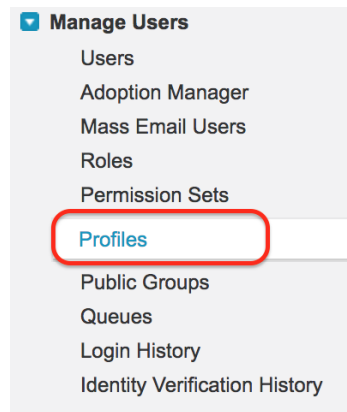 Manage Users
Users
Adoption Manager
Mass Email Users
Roles
Permission Sets
Profiles
Public Groups
Queues
Login History
Identity Verification History